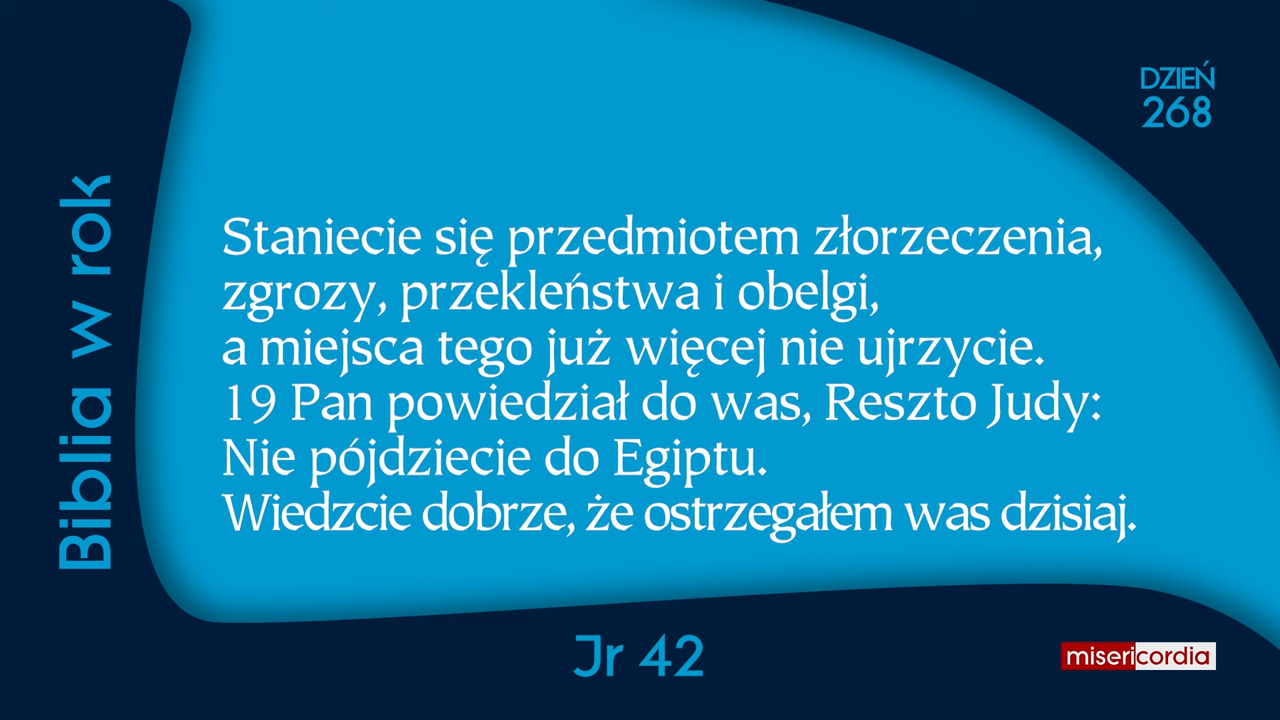 DZIEŃ
268
Biblia w rok
Staniecie się przedmiotem złorzeczenia,
zgrozy, przekleństwa i obelgi,
a miejsca tego już więcej nie ujrzycie.
19 Pan powiedział do was, Reszto Judy:
Nie pójdziecie do Egiptu.
Wiedzcie dobrze, że ostrzegałem was dzisiaj.
Jr 42
misericordia